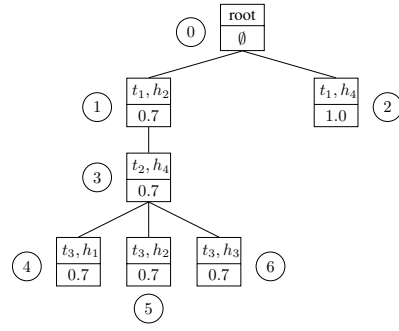 0
root
∅
1
t₁, h₂
0.7
t₁, h₄
1.0
2
3
t₂, h₄
0.7
4
t₃, h₁
0.7
t₃, h₂
0.7
t₃, h₃
0.7
6
5